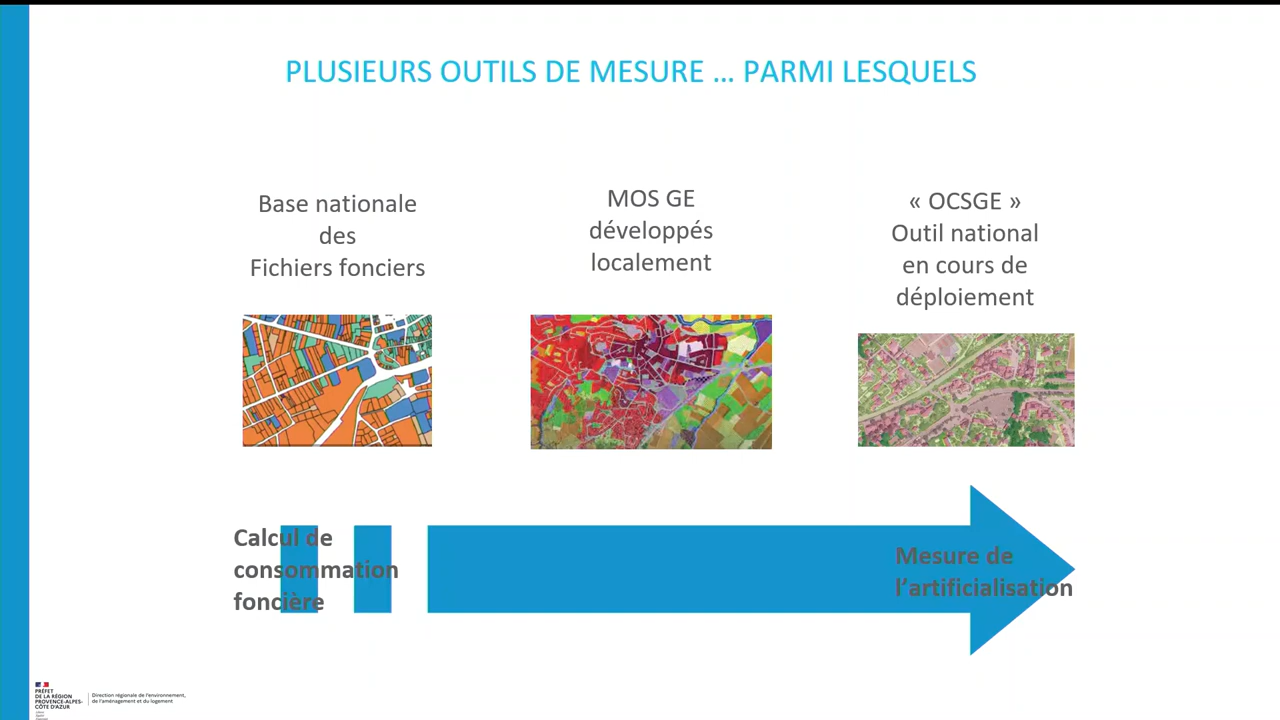 PLUSIEURS OUTILS DE MESURE … PARMI LESQUELS
Base nationale
des
Fichiers fonciers
MOS GE
développés
localement
« OCSGE »
Outil national
en cours de
déploiement
Calcul de
consommation
foncière
Mesure de
l’artificialisation
PRÉFET
DE LA RÉGION
PROVENCE-ALPES-
CÔTE D'AZUR
Direction régionale de l'environnement,
de l'aménagement et du logement